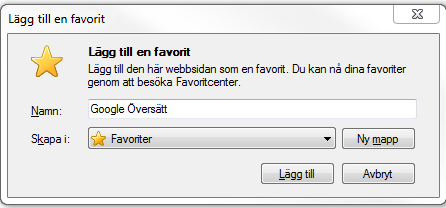 Lägg till en favorit
Lägg till en favorit
Lägg till den här webbsidan som en favorit. Du kan nå dina favoriter
genom att besöka Favoritcenter.
Namn: Google Översätt
Skapa i: Favoriter Ny mapp
Lägg till Avbryt